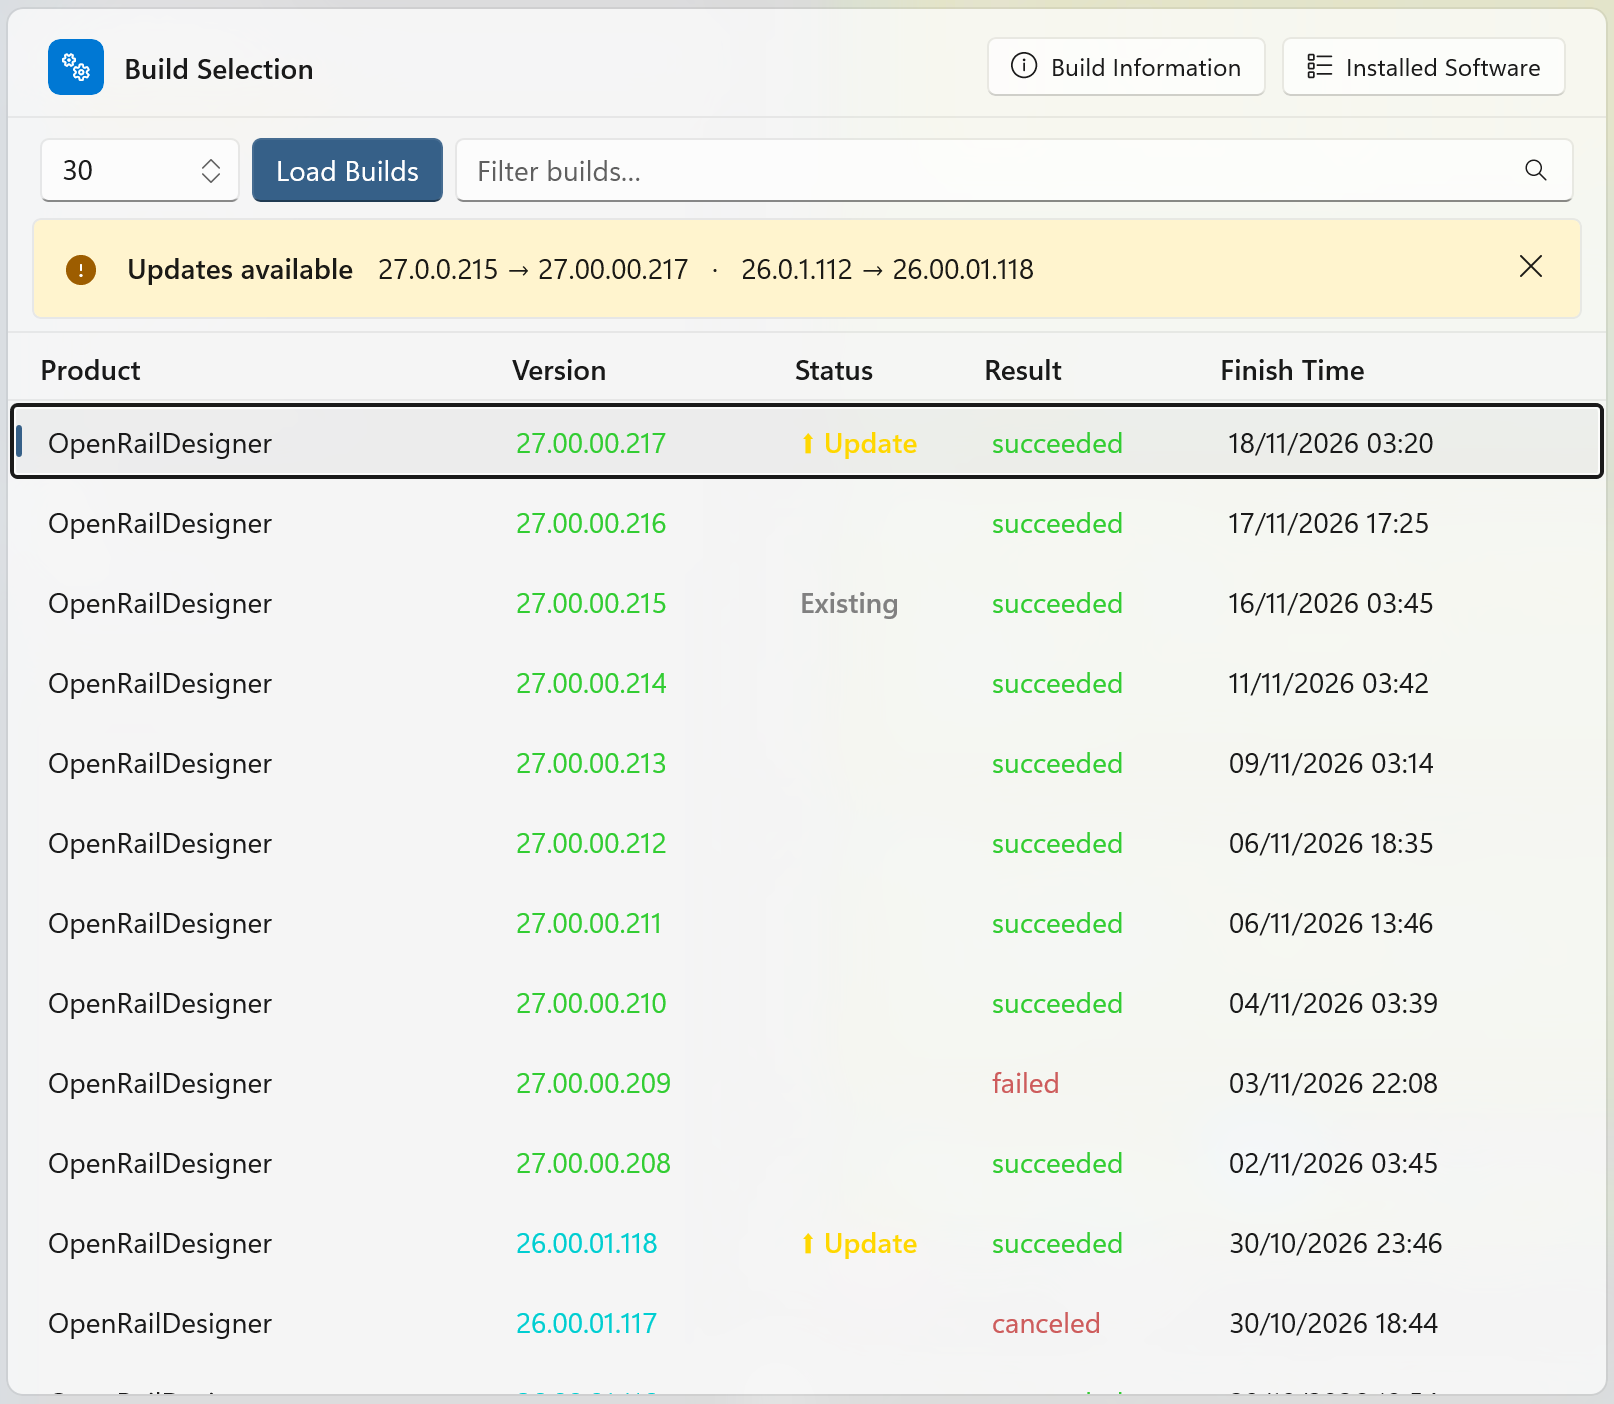 Build Selection
Build Information
Installed Software
30
Load Builds
Filter builds...
Updates available 27.0.0.215 → 27.00.00.217 · 26.0.1.112 → 26.00.01.118
Product Version Status Result Finish Time
OpenRailDesigner 27.00.00.217 ⬆ Update succeeded 18/11/2026 03:20
OpenRailDesigner 27.00.00.216 succeeded 17/11/2026 17:25
OpenRailDesigner 27.00.00.215 Existing succeeded 16/11/2026 03:45
OpenRailDesigner 27.00.00.214 succeeded 11/11/2026 03:42
OpenRailDesigner 27.00.00.213 succeeded 09/11/2026 03:14
OpenRailDesigner 27.00.00.212 succeeded 06/11/2026 18:35
OpenRailDesigner 27.00.00.211 succeeded 06/11/2026 13:46
OpenRailDesigner 27.00.00.210 succeeded 04/11/2026 03:39
OpenRailDesigner 27.00.00.209 failed 03/11/2026 22:08
OpenRailDesigner 27.00.00.208 succeeded 02/11/2026 03:45
OpenRailDesigner 26.00.01.118 ⬆ Update succeeded 30/10/2026 23:46
OpenRailDesigner 26.00.01.117 canceled 30/10/2026 18:44